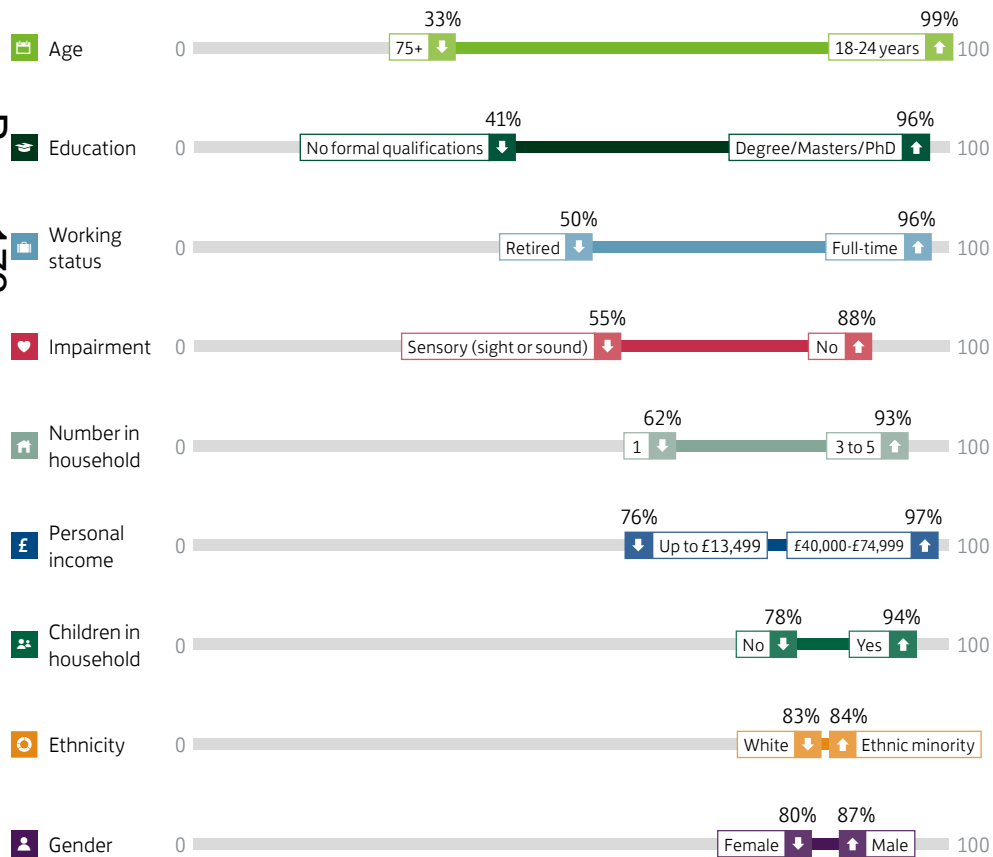 33% 99%
Age 0 75+ 18-24 years 100
41% 96%
Education 0 No formal qualifications Degree/Masters/PhD 100
50% 96%
Working status 0 Retired Full-time 100
55% 88%
Impairment 0 Sensory (sight or sound) No 100
62% 93%
Number in household 0 1 3 to 5 100
76% 97%
£ Personal income 0 Up to £13,499 £40,000-£74,999 100
78% 94%
Children in household 0 No Yes 100
83% 84%
Ethnicity 0 White Ethnic minority
80% 87%
Gender 0 Female Male 100